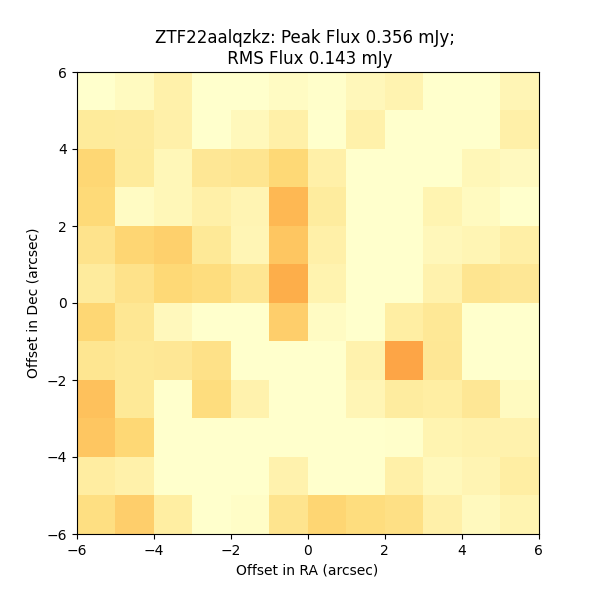 ZTF22aalqzkz: Peak Flux 0.356 mJy;
RMS Flux 0.143 mJy
6
4
2
0
−2
−4
−6
Offset in Dec (arcsec)
−6 −4 −2 0 2 4 6
Offset in RA (arcsec)